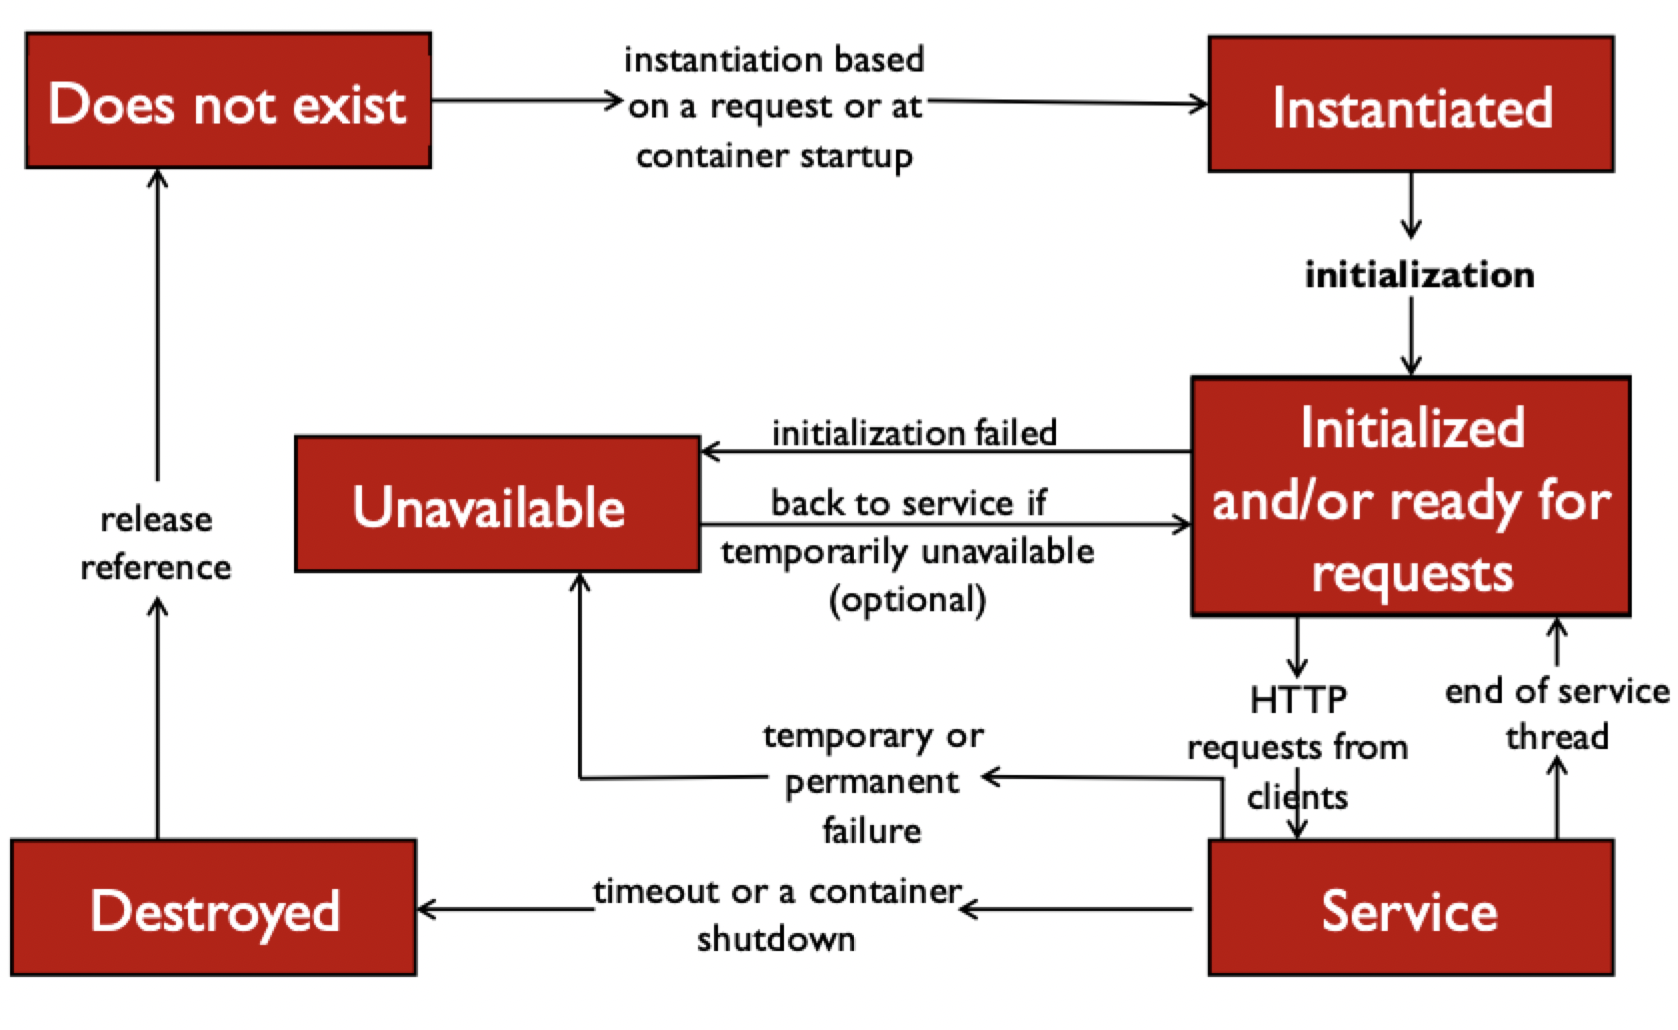 Does not exist
instantiation based
on a request or at
container startup
Instantiated
initialization
Initialized
and/or ready for
requests
initialization failed
Unavailable
back to service if
temporarily unavailable
(optional)
release
reference
HTTP
requests from
clients
end of service
thread
temporary or
permanent
failure
Destroyed
timeout or a container
shutdown
Service